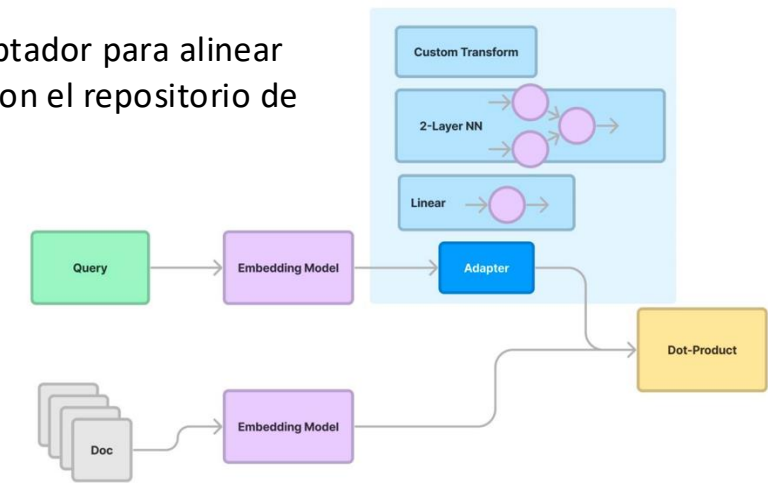 ptador para alinear
on el repositorio de
Custom Transform
2-Layer NN
Linear
Query
Embedding Model
Adapter
Dot-Product
Doc
Embedding Model